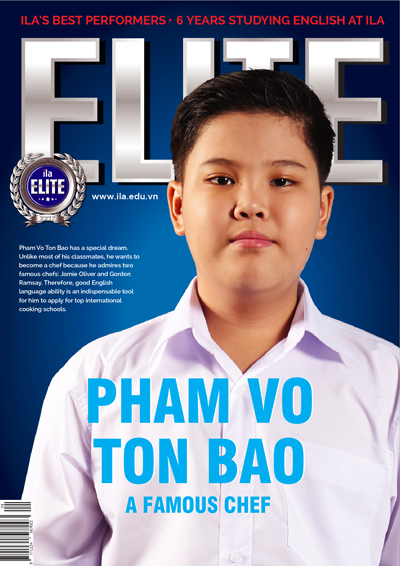 ILA'S BEST PERFORMERS • 6 YEARS STUDYING ENGLISH AT ILA
ELITE
ila
ELITE
www.ila.edu.vn
Pham Vo Ton Bao has a special dream.
Unlike most of his classmates, he wants to
become a chef because he admires two
famous chefs: Jamie Oliver and Gordon
Ramsay. Therefore, good English
language ability is an indispensable tool
for him to apply for top international
cooking schools.
PHAM VO
TON BAO
A FAMOUS CHEF